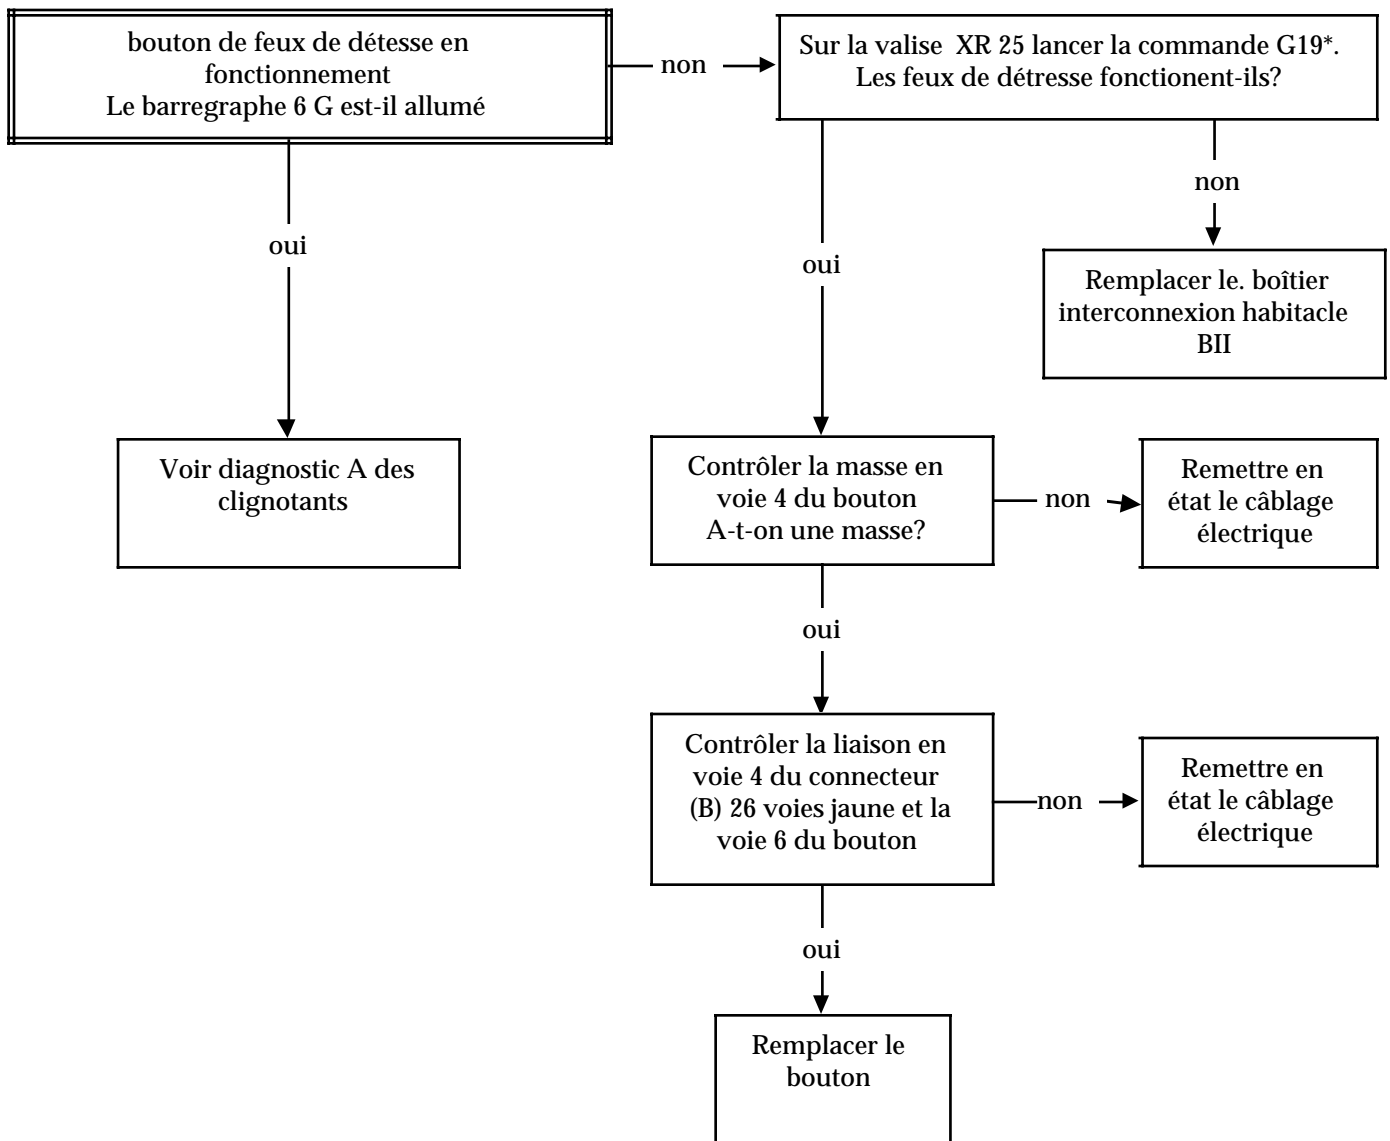 bouton de feux de détesse en
fonctionnement
Le barregraphe 6 G est-il allumé
non
Sur la valise XR 25 lancer la commande G19*.
Les feux de détresse fonctionent-ils?
oui
oui
non
Remplacer le. boîtier
interconnexion habitacle
BII
Voir diagnostic A des
clignotants
Contrôler la masse en
voie 4 du bouton
A-t-on une masse?
non
Remettre en
état le câblage
électrique
oui
Contrôler la liaison en
voie 4 du connecteur
(B) 26 voies jaune et la
voie 6 du bouton
non
Remettre en
état le câblage
électrique
oui
Remplacer le
bouton